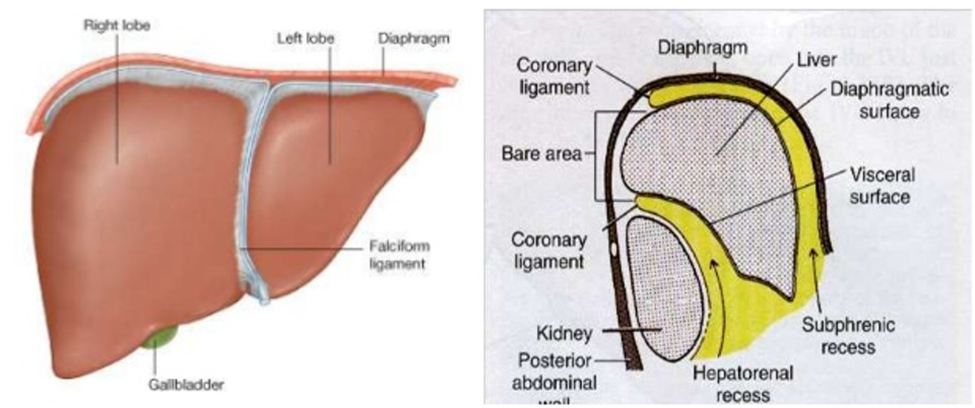 Right lobe
Left lobe
Diaphragm
Falciform
ligament
Gallbladder
Diaphragm
Coronary
ligament
Liver
Diaphragmatic
surface
Bare area
Visceral
surface
Coronary
ligament
Kidney
Subphrenic
recess
Posterior
abdominal
Hepatorenal
recess